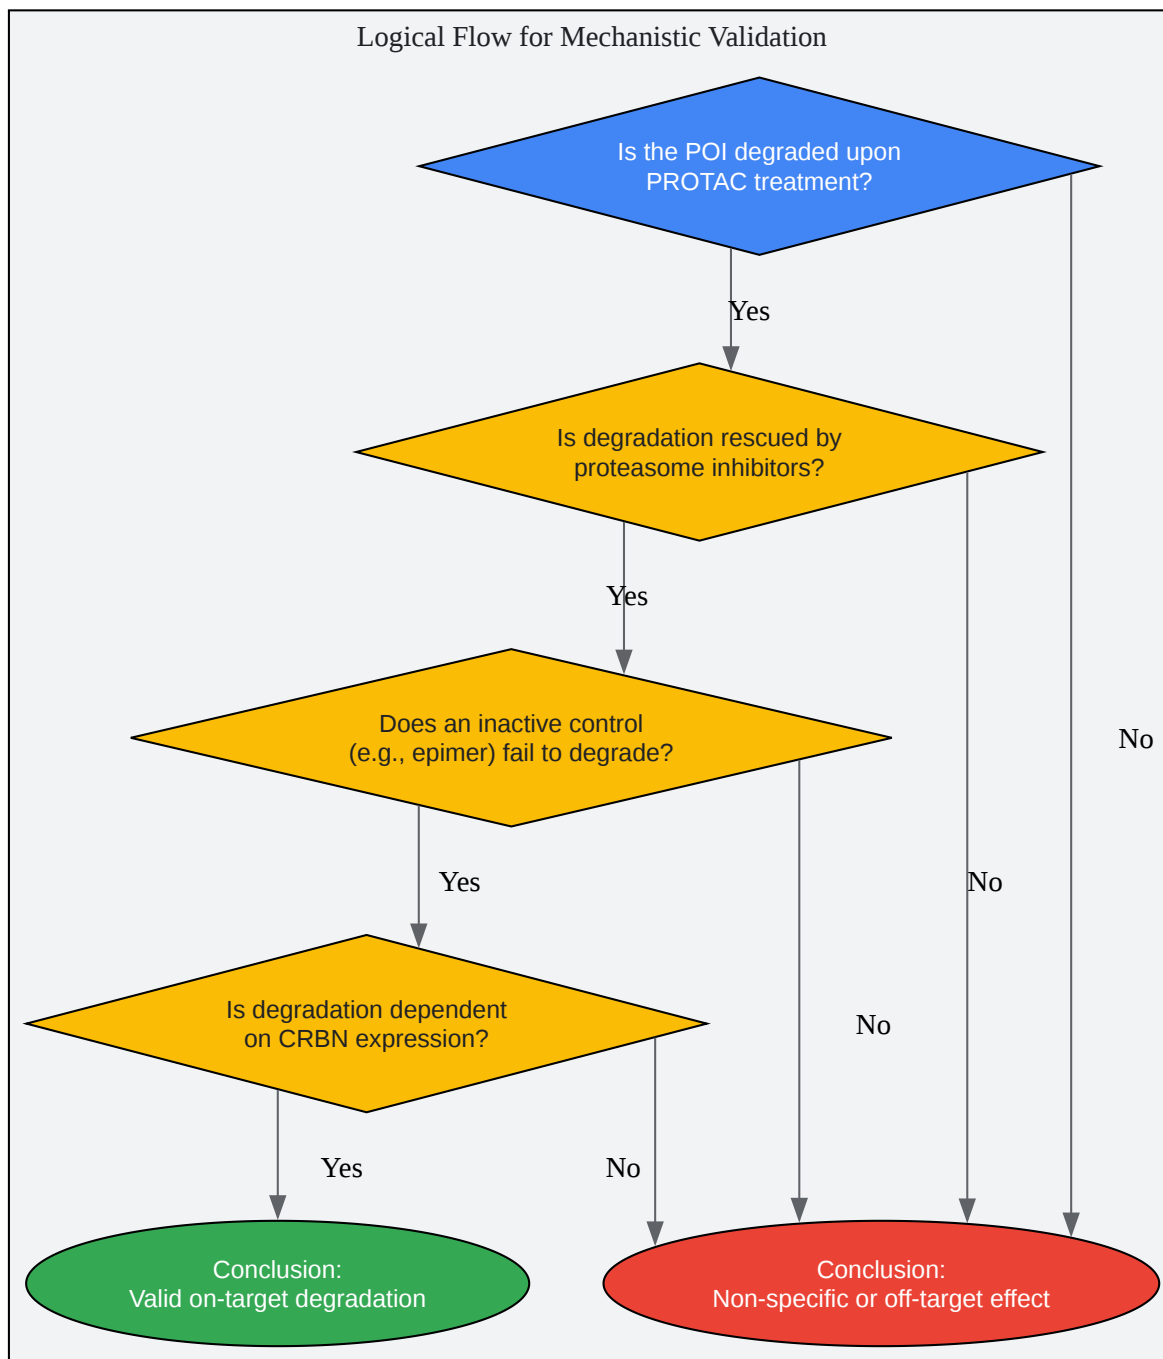 Logical Flow for Mechanistic Validation
Is the POI degraded upon
PROTAC treatment?
Yes
Is degradation rescued by
proteasome inhibitors?
Yes
Does an inactive control
(e.g., epimer) fail to degrade?
No
Yes
No
Is degradation dependent
on CRBN expression?
No
Yes
No
Conclusion:
Valid on-target degradation
Conclusion:
Non-specific or off-target effect